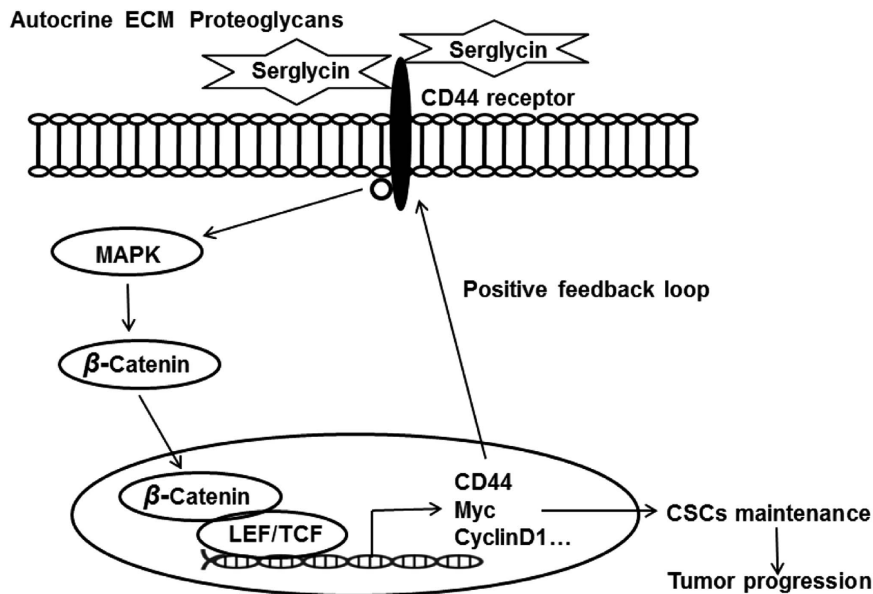 Autocrine ECM Proteoglycans
Serglycin
Serglycin
CD44 receptor
MAPK
Positive feedback loop
β-Catenin
β-Catenin
LEF/TCF
CD44
Myc
CyclinD1...
CSCs maintenance
Tumor progression